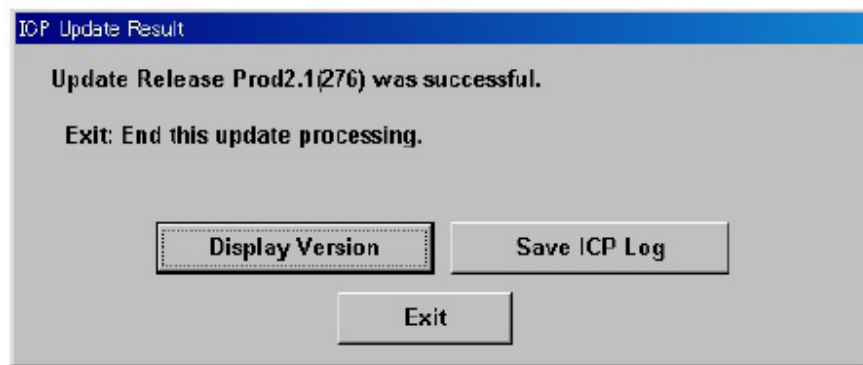 ICP Update Result
Update Release Prod2.1(276) was successful.
Exit: End this update processing.
Display Version
Save ICP Log
Exit